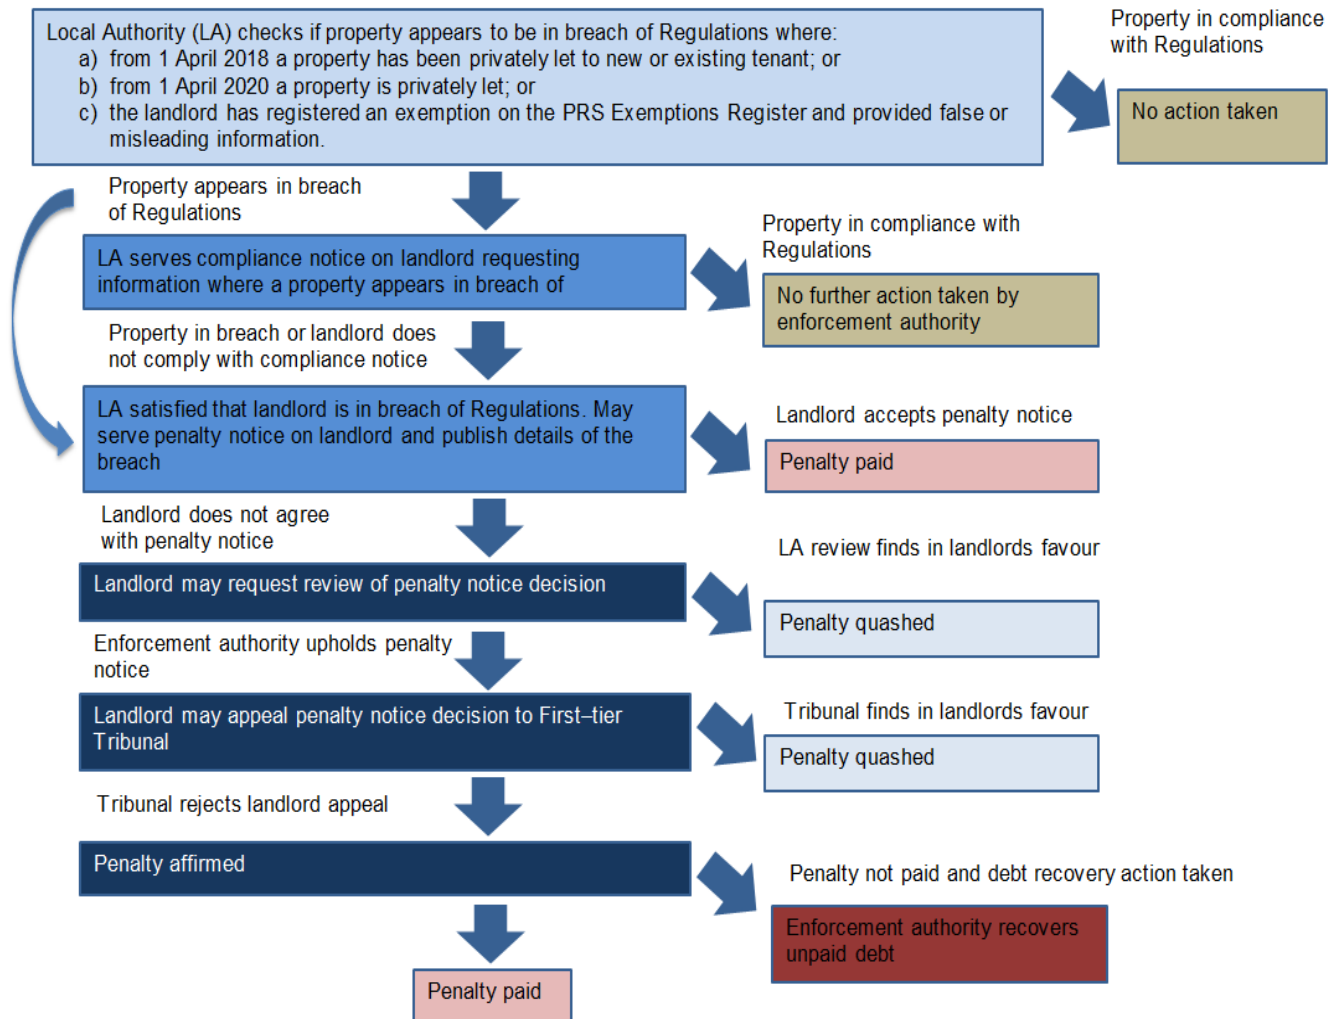 Local Authority (LA) checks if property appears to be in breach of Regulations where:
a) from 1 April 2018 a property has been privately let to new or existing tenant; or
b) from 1 April 2020 a property is privately let; or
c) the landlord has registered an exemption on the PRS Exemptions Register and provided false or
misleading information.
Property in compliance
with Regulations
No action taken
Property appears in breach
of Regulations
LA serves compliance notice on landlord requesting
information where a property appears in breach of
Property in compliance with
Regulations
No further action taken by
enforcement authority
Property in breach or landlord does
not comply with compliance notice
LA satisfied that landlord is in breach of Regulations. May
serve penalty notice on landlord and publish details of the
breach
Landlord accepts penalty notice
Penalty paid
Landlord does not agree
with penalty notice
Landlord may request review of penalty notice decision
LA review finds in landlords favour
Penalty quashed
Enforcement authority upholds penalty
notice
Landlord may appeal penalty notice decision to First–tier
Tribunal
Tribunal finds in landlords favour
Penalty quashed
Tribunal rejects landlord appeal
Penalty affirmed
Penalty not paid and debt recovery action taken
Enforcement authority recovers
unpaid debt
Penalty paid